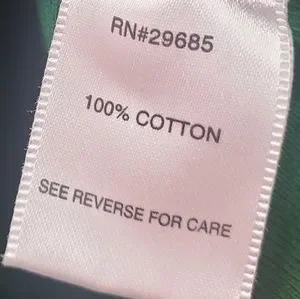 RN#29685
100% COTTON
SEE REVERSE FOR CARE